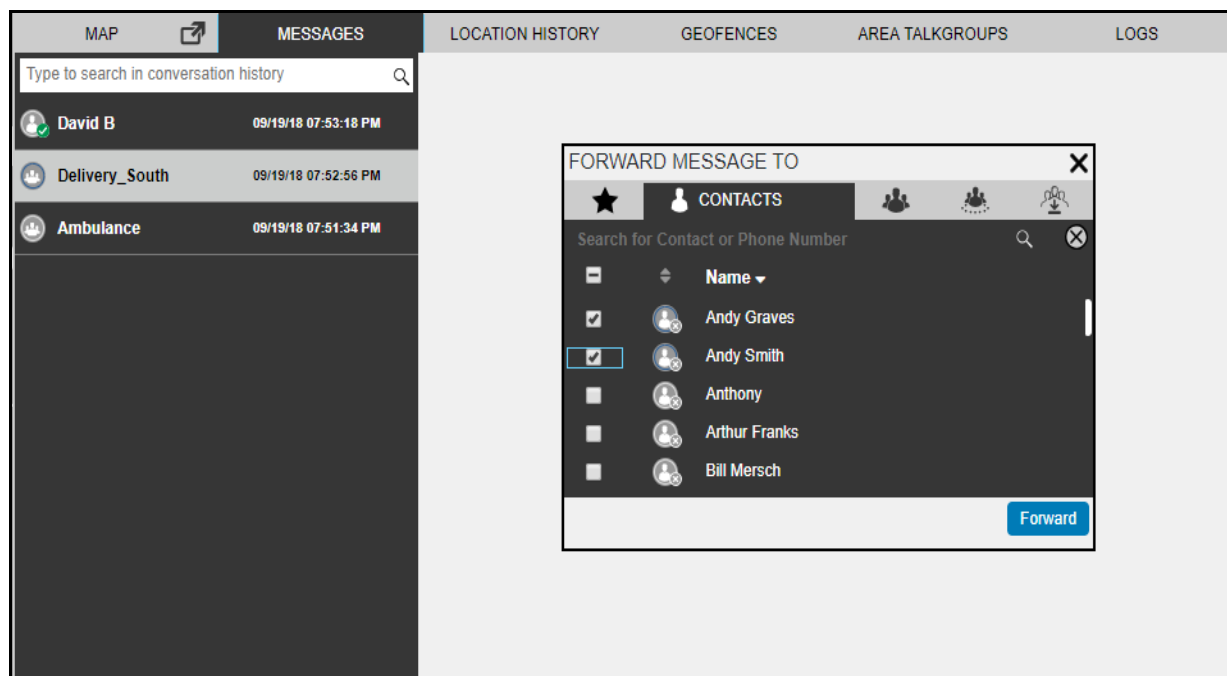 MAP MESSAGES LOCATION HISTORY GEOFENCES AREA TALKGROUPS LOGS
Type to search in conversation history
David B 09/19/18 07:53:18 PM
Delivery_South 09/19/18 07:52:56 PM
Ambulance 09/19/18 07:51:34 PM
FORWARD MESSAGE TO
CONTACTS
Search for Contact or Phone Number
Name
Andy Graves
Andy Smith
Anthony
Arthur Franks
Bill Mersch
Forward